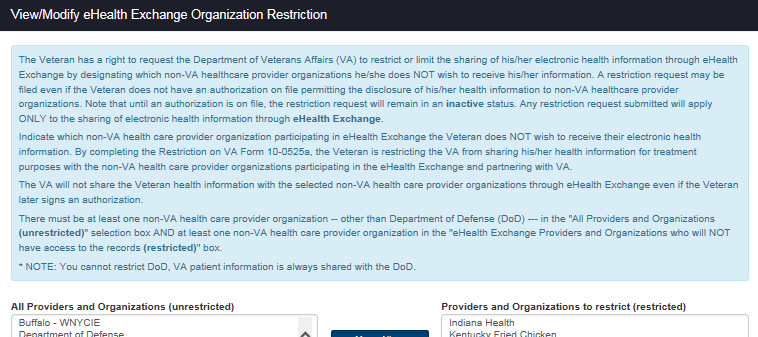 View/Modify eHealth Exchange Organization Restriction
The Veteran has a right to request the Department of Veterans Affairs (VA) to restrict or limit the sharing of his/her electronic health information through eHealth
Exchange by designating which non-VA healthcare provider organizations he/she does NOT wish to receive his/her information. A restriction request may be
filed even if the Veteran does not have an authorization on file permitting the disclosure of his/her health information to non-VA healthcare provider
organizations. Note that until an authorization is on file, the restriction request will remain in an inactive status. Any restriction request submitted will apply
ONLY to the sharing of electronic health information through eHealth Exchange.
Indicate which non-VA health care provider organization participating in eHealth Exchange the Veteran does NOT wish to receive their electronic health
information. By completing the Restriction on VA Form 10-0525a, the Veteran is restricting the VA from sharing his/her health information for treatment
purposes with the non-VA health care provider organizations participating in the eHealth Exchange and partnering with VA.
The VA will not share the Veteran health information with the selected non-VA health care provider organizations through eHealth Exchange even if the Veteran
later signs an authorization.
There must be at least one non-VA health care provider organization -- other than Department of Defense (DoD) --- in the "All Providers and Organizations
(unrestricted)" selection box AND at least one non-VA health care provider organization in the "eHealth Exchange Providers and Organizations who will NOT
have access to the records (restricted)" box.
* NOTE: You cannot restrict DoD, VA patient information is always shared with the DoD.
All Providers and Organizations (unrestricted)
Providers and Organizations to restrict (restricted)
Buffalo - WNYCIE
Indiana Health
Department of Defense
Kentucky Fried Chicken